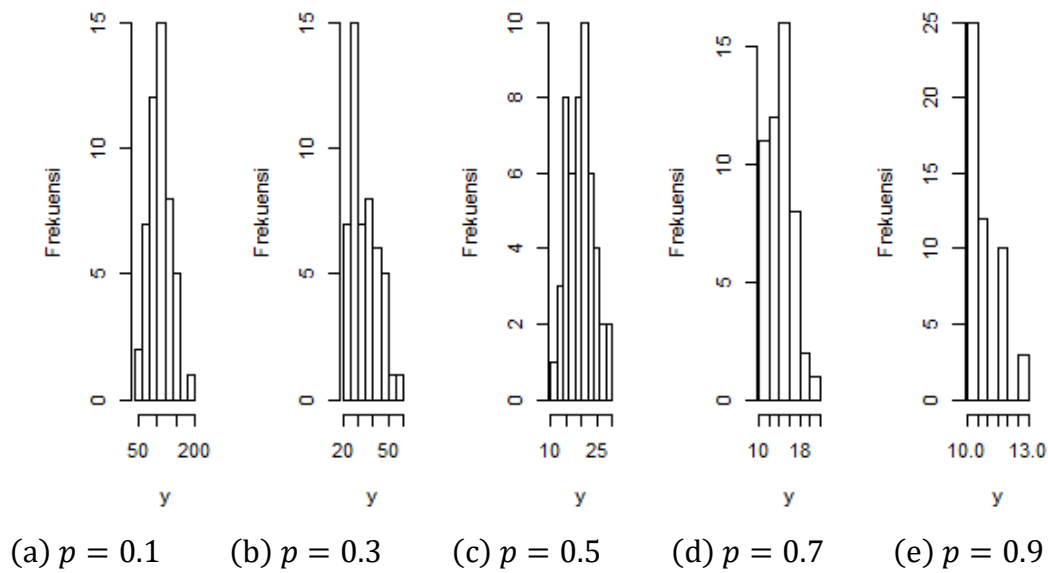 Frekuensi
0
5
10
15
50
200
y
Frekuensi
0
5
10
15
20
50
y
Frekuensi
0
2
4
6
8
10
10
25
y
Frekuensi
0
5
10
15
10
18
y
Frekuensi
0
5
10
15
20
25
10.0
13.0
y
(a) p = 0.1
(b) p = 0.3
(c) p = 0.5
(d) p = 0.7
(e) p = 0.9